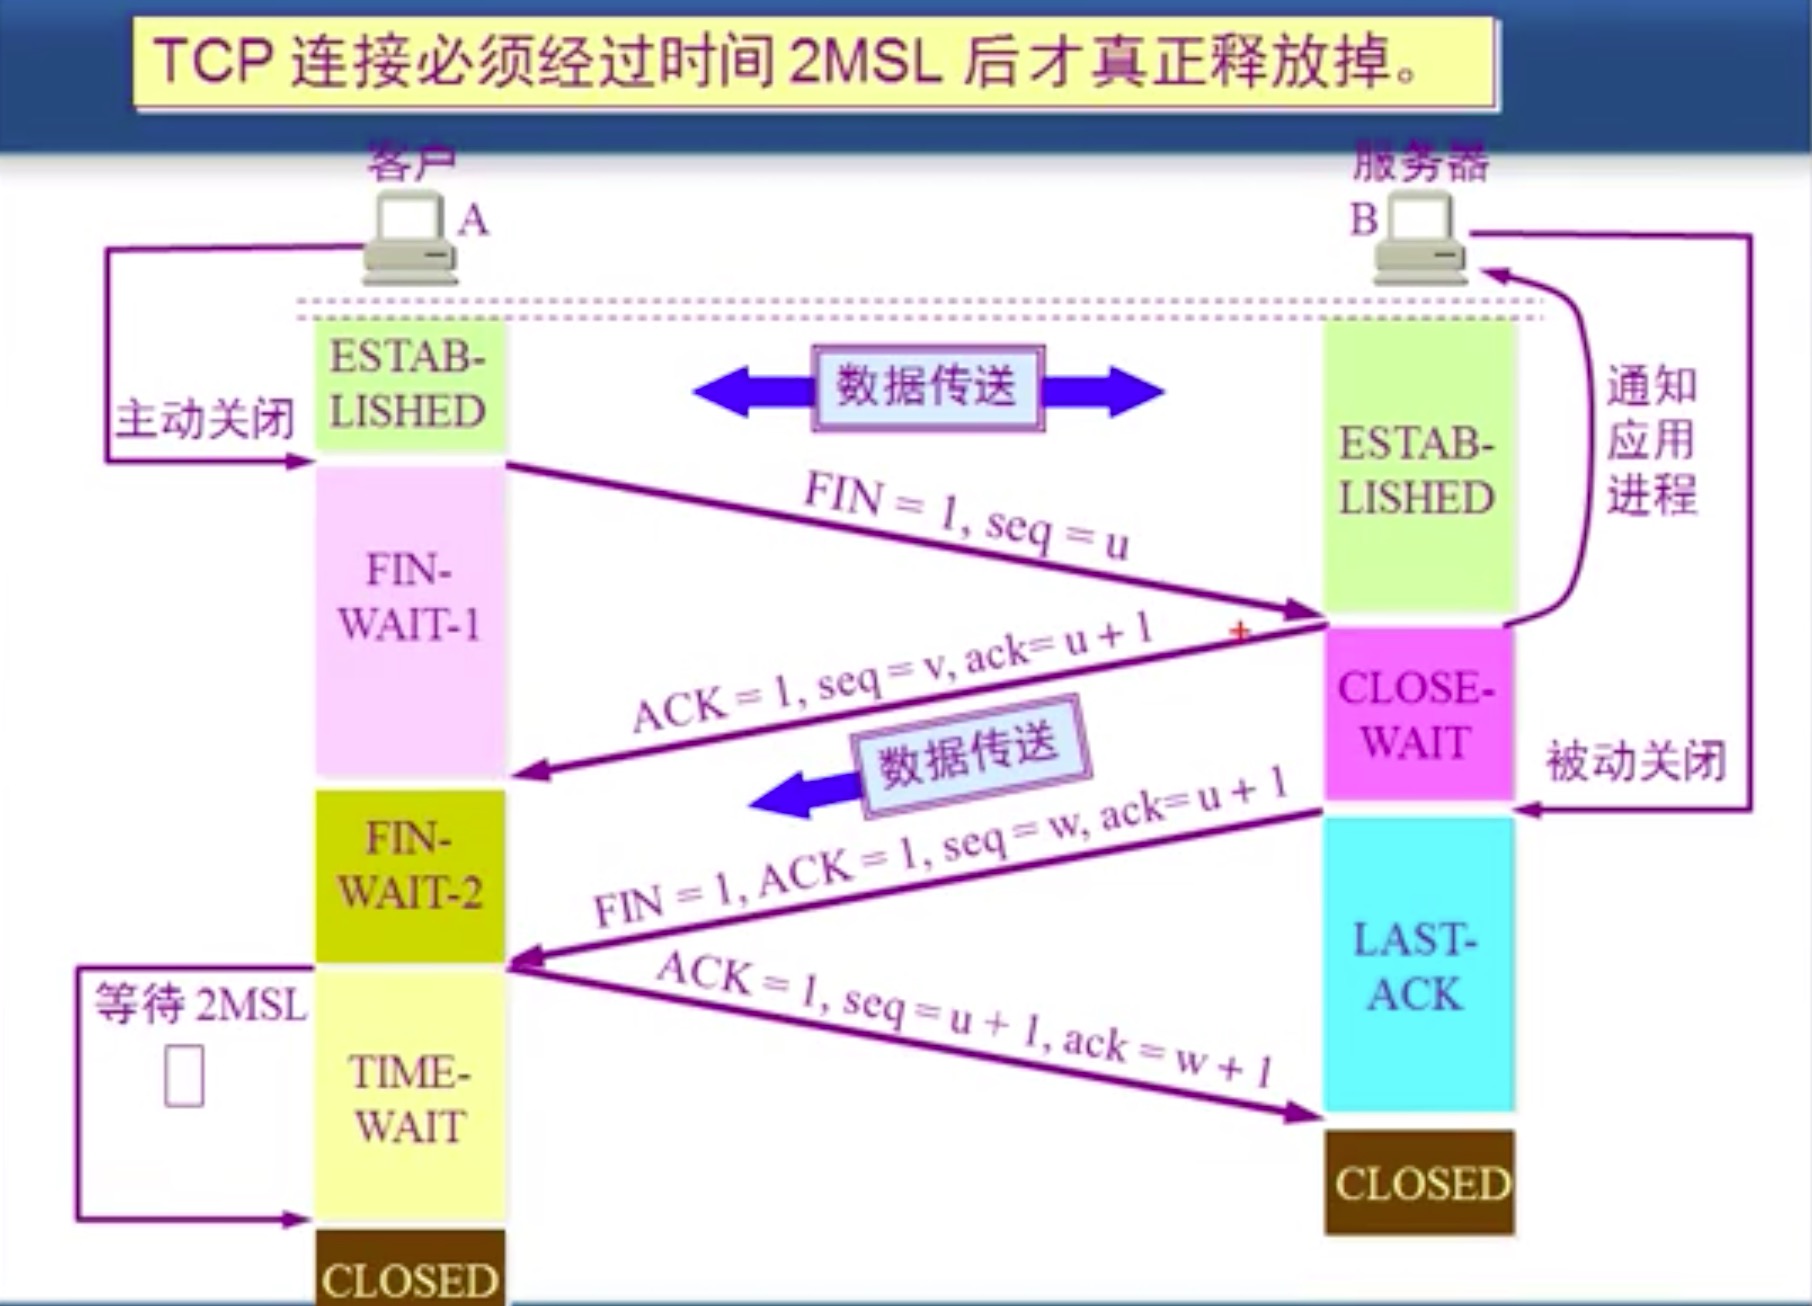 TCP 连接必须经过时间 2MSL 后才真正释放掉。
客户
服务器
A
B
ESTAB-
LISHED
数据传送
主动关闭
ESTAB-
LISHED
通知
应用
进程
FIN = 1, seq = u
FIN-
WAIT-1
ACK = 1, seq = v, ack= u + 1
CLOSE-
WAIT
数据传送
被动关闭
FIN-
WAIT-2
FIN = 1, ACK = 1, seq = w, ack= u + 1
LAST-
ACK
等待 2MSL
ACK = 1, seq = u + 1, ack = w + 1
TIME-
WAIT
CLOSED
CLOSED